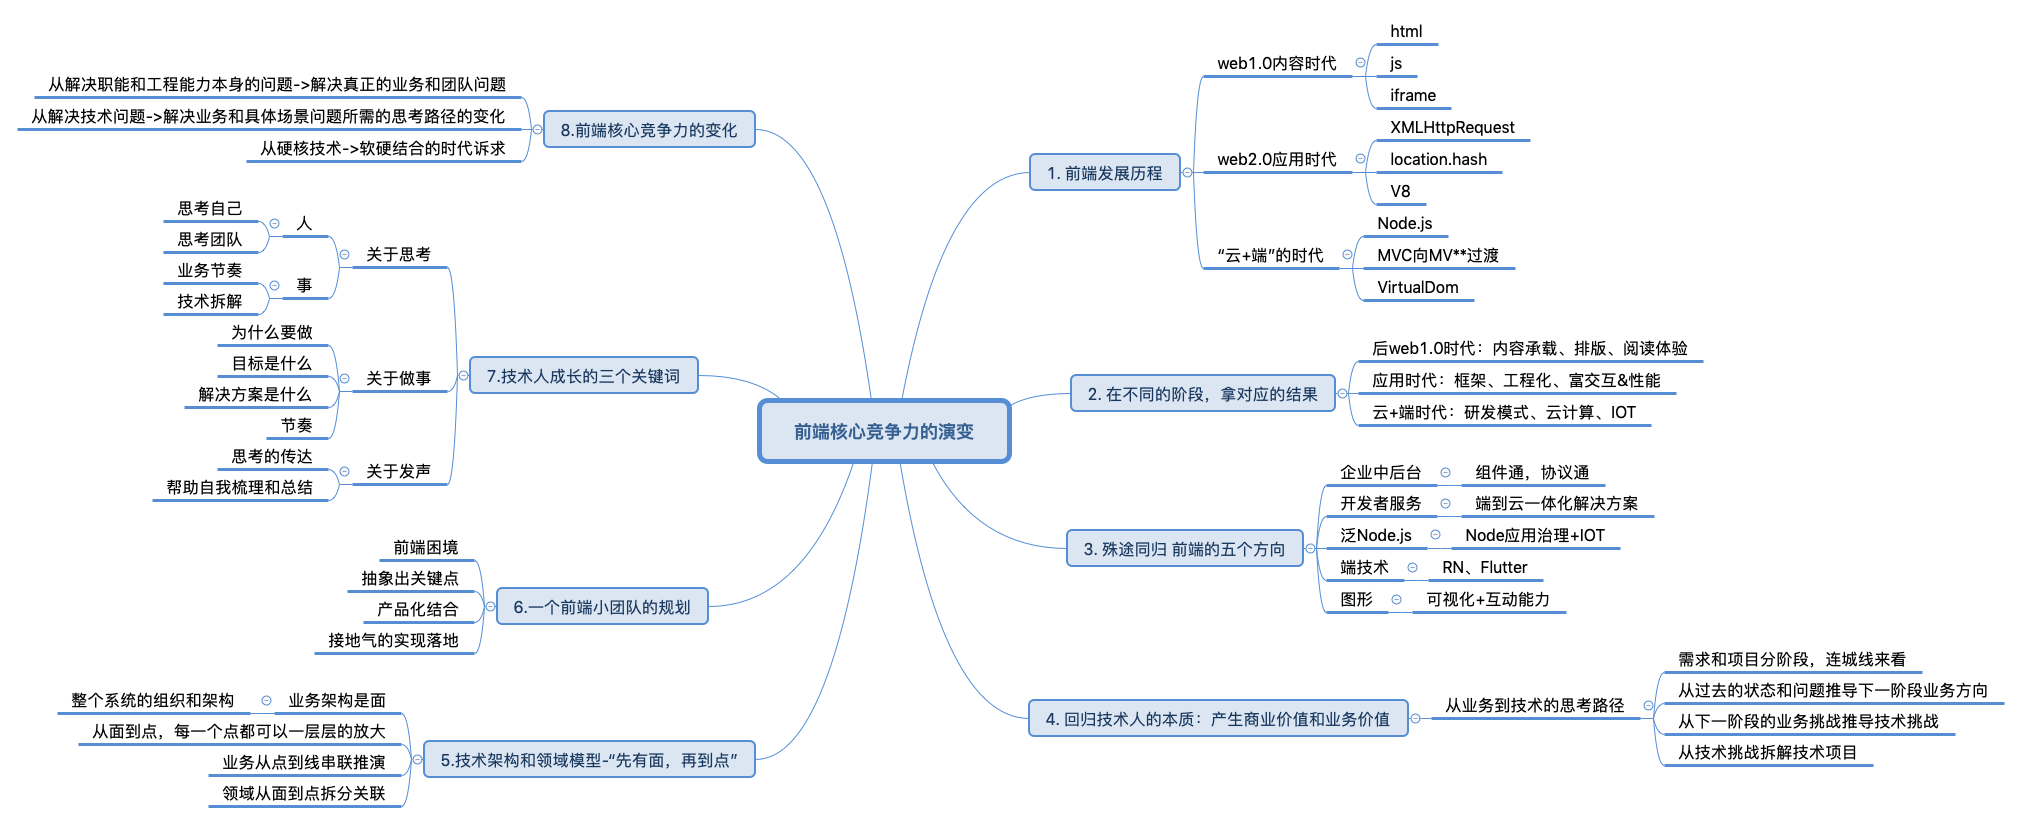 前端核心竞争力的演变
1. 前端发展历程
web1.0内容时代
html
js
iframe
web2.0应用时代
XMLHttpRequest
location.hash
V8
“云+端”的时代
Node.js
MVC向MV**过渡
VirtualDom
2. 在不同的阶段，拿对应的结果
后web1.0时代：内容承载、排版、阅读体验
应用时代：框架、工程化、富交互&性能
云+端时代：研发模式、云计算、IOT
3. 殊途同归 前端的五个方向
企业中后台
组件通，协议通
开发者服务
端到云一体化解决方案
泛Node.js
Node应用治理+IOT
端技术
RN、Flutter
图形
可视化+互动能力
4. 回归技术人的本质：产生商业价值和业务价值
从业务到技术的思考路径
需求和项目分阶段，连城线来看
从过去的状态和问题推导下一阶段业务方向
从下一阶段的业务挑战推导技术挑战
从技术挑战拆解技术项目
5.技术架构和领域模型-“先有面，再到点”
业务架构是面
整个系统的组织和架构
从面到点，每一个点都可以一层层的放大
业务从点到线串联推演
领域从面到点拆分关联
6.一个前端小团队的规划
前端困境
抽象出关键点
产品化结合
接地气的实现落地
7.技术人成长的三个关键词
关于思考
人
思考自己
思考团队
事
业务节奏
技术拆解
关于做事
为什么要做
目标是什么
解决方案是什么
节奏
关于发声
思考的传达
帮助自我梳理和总结
8.前端核心竞争力的变化
从解决职能和工程能力本身的问题->解决真正的业务和团队问题
从解决技术问题->解决业务和具体场景问题所需的思考路径的变化
从硬核技术->软硬结合的时代诉求